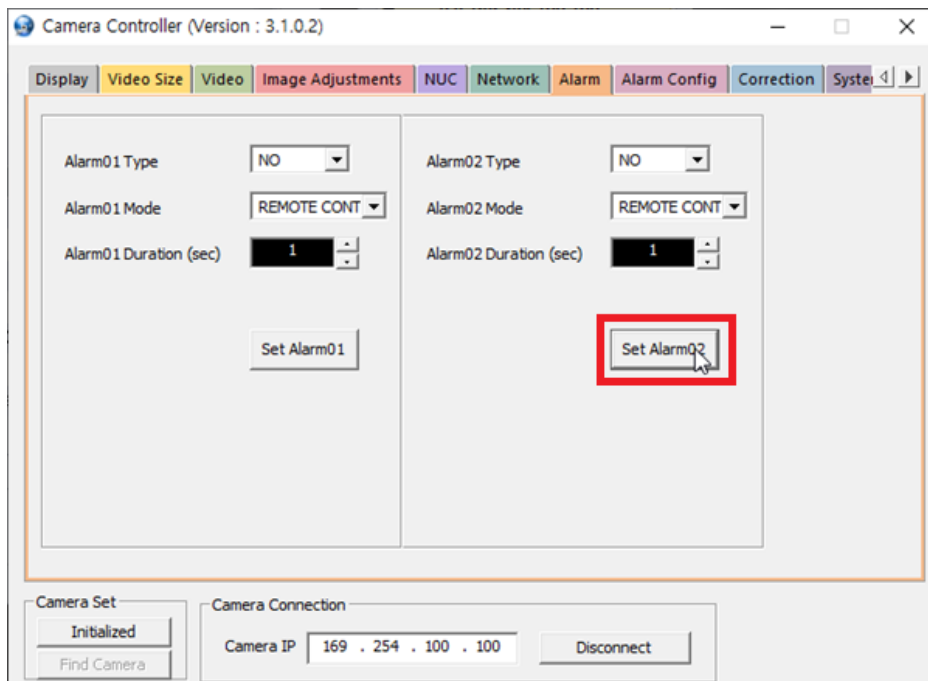 Camera Controller (Version : 3.1.0.2)
Display Video Size Video Image Adjustments NUC Network Alarm Alarm Config Correction Syste
Alarm01 Type NO Alarm02 Type NO
Alarm01 Mode REMOTE CONT Alarm02 Mode REMOTE CONT
Alarm01 Duration (sec) 1 Alarm02 Duration (sec) 1
Set Alarm01 Set Alarm02
Camera Set Camera Connection
Initialized Camera IP 169 . 254 . 100 . 100 Disconnect
Find Camera